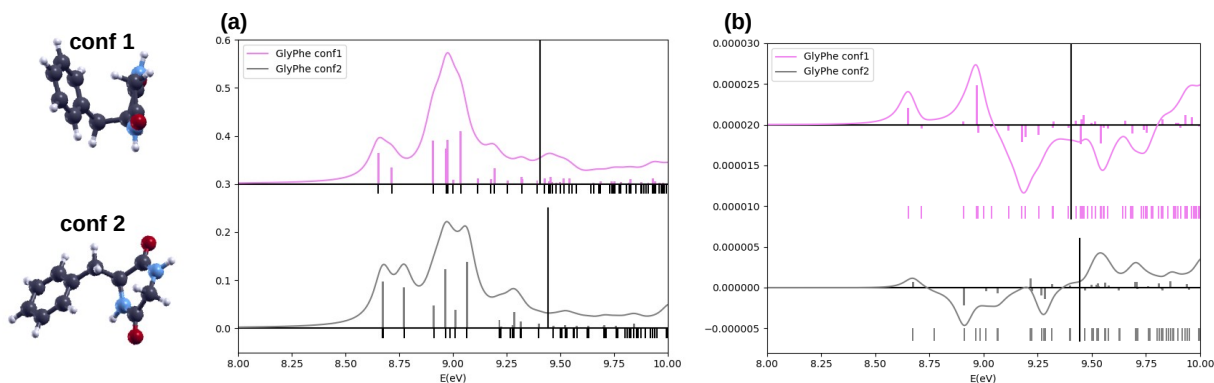 conf 1
conf 2
(a)
0.6
0.5
0.4
0.3
0.2
0.1
0.0
GlyPhe conf1
GlyPhe conf2
8.00 8.25 8.50 8.75 9.00 9.25 9.50 9.75 10.00
E(eV)
(b)
0.000030
0.000025
0.000020
0.000015
0.000010
0.000005
0.000000
−0.000005
GlyPhe conf1
GlyPhe conf2
8.00 8.25 8.50 8.75 9.00 9.25 9.50 9.75 10.00
E(eV)